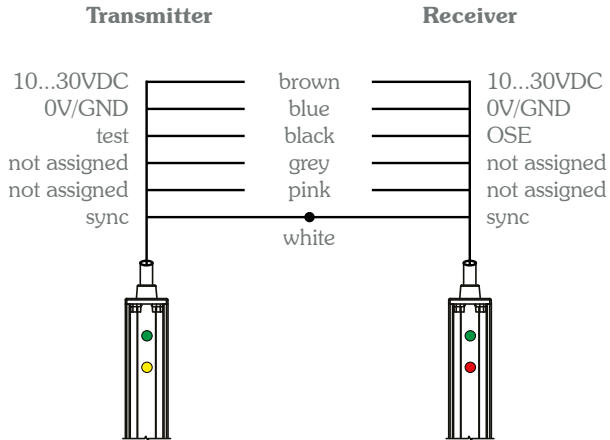 Transmitter Receiver
10...30VDC brown 10...30VDC
0V/GND blue 0V/GND
test black OSE
not assigned grey not assigned
not assigned pink not assigned
sync sync
white